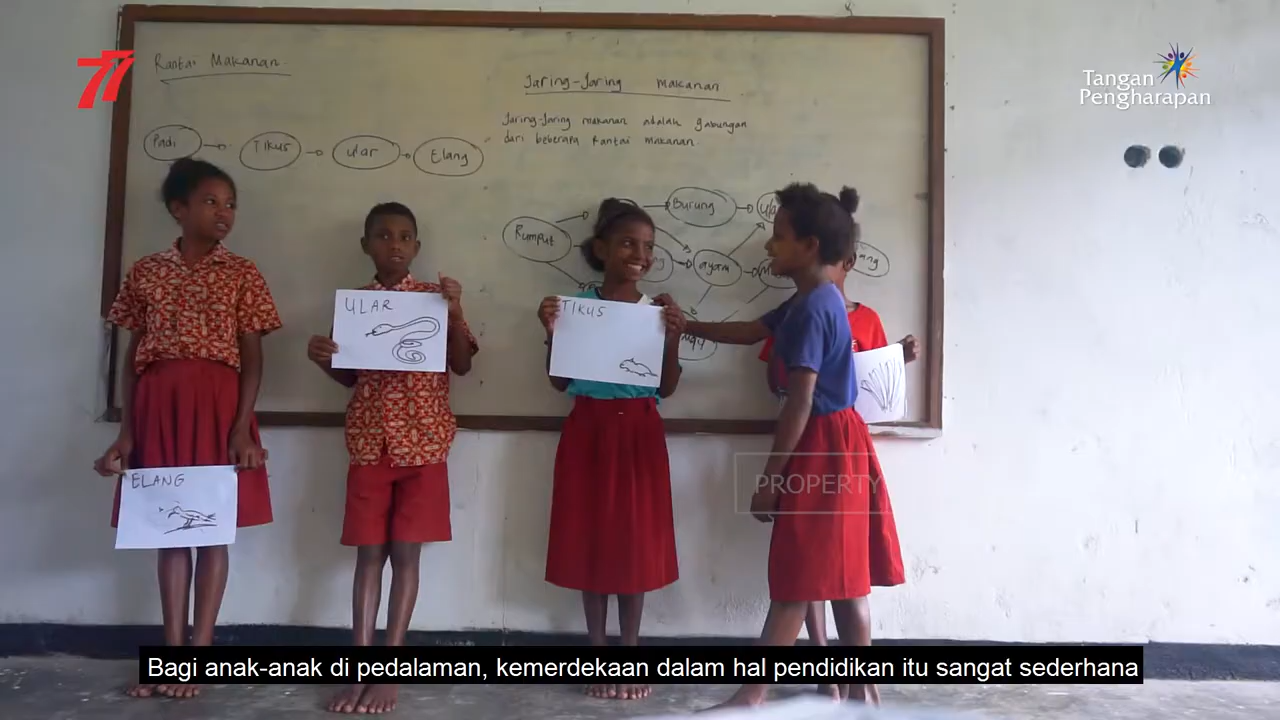 77
Rantai Makanan
Jaring-Jaring makanan
Tangan
Pengharapan
Jaring-Jaring makanan adalah gabungan
dari beberapa rantai makanan.
Padi
Tikus
ular
Elang
Rumput
Burung
ayam
ULAR
TIKUS
ELANG
PROPERTY
Bagi anak-anak di pedalaman, kemerdekaan dalam hal pendidikan itu sangat sederhana